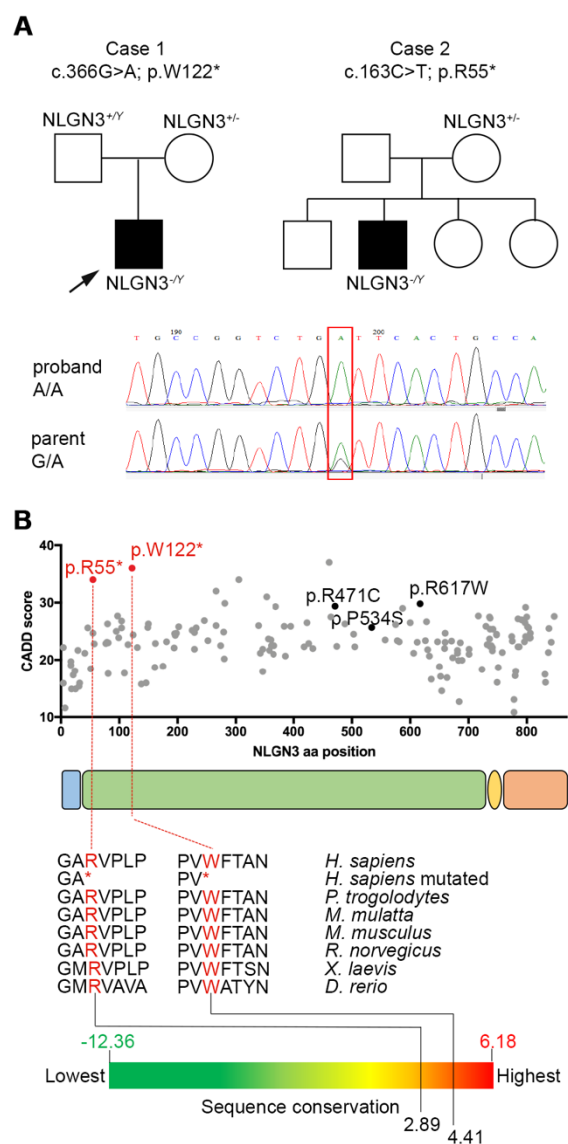 A
Case 1 Case 2
c.366G>A; p.W122* c.163C>T; p.R55*
NLGN3+/Y NLGN3+/- NLGN3+/-
NLGN3-/Y NLGN3-/Y
190 200
T G C C G G T C T G A T T C A C T G C C A
proband
A/A
parent
G/A
B
p.R55* p.W122*
p.R471C p.R617W
p.P534S
CADD score
40
30
20
10
0 100 200 300 400 500 600 700 800
NLGN3 aa position
GARVPLP PVWFTAN H. sapiens
GA* PV* H. sapiens mutated
GARVPLP PVWFTAN P. trogolodytes
GARVPLP PVWFTAN M. mulatta
GARVPLP PVWFTAN M. musculus
GARVPLP PVWFTAN R. norvegicus
GMRVPLP PVWFTSN X. laevis
GMRVAVA PVWATYN D. rerio
-12.36 6.18
Lowest Highest
Sequence conservation
2.89 4.41